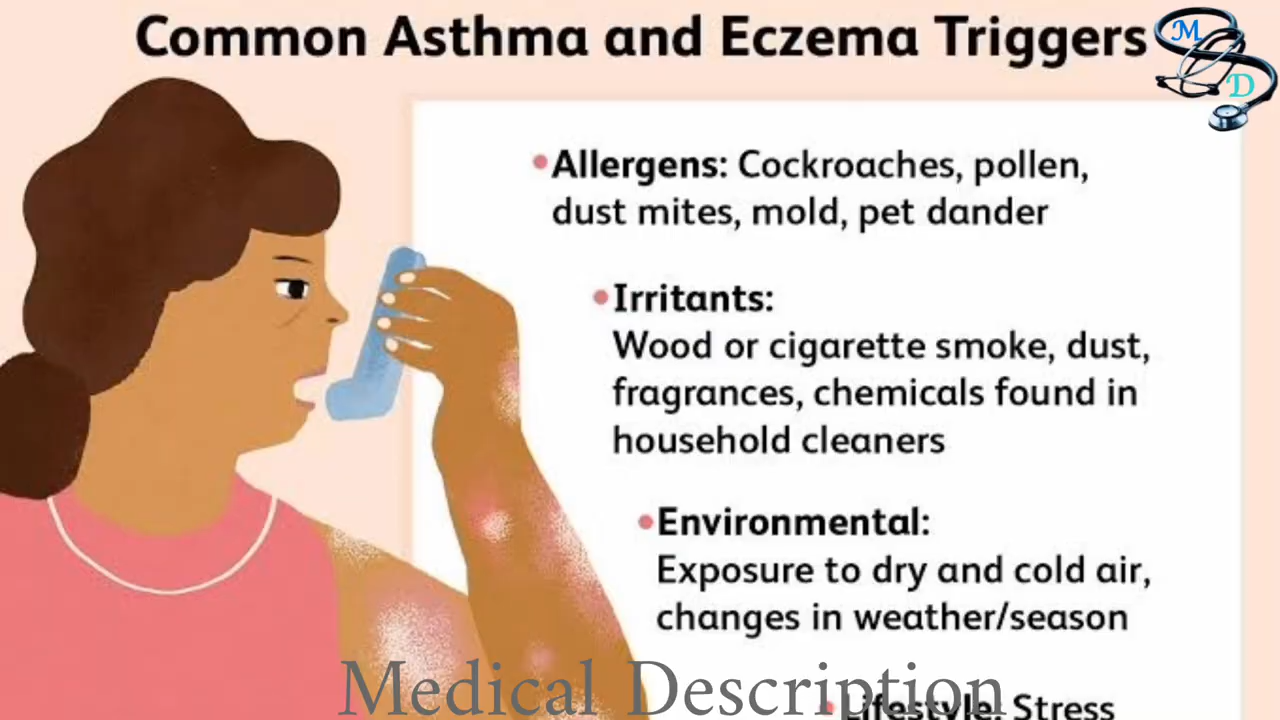 Common Asthma and Eczema Triggers
M
D
•Allergens: Cockroaches, pollen,
dust mites, mold, pet dander
•Irritants:
Wood or cigarette smoke, dust,
fragrances, chemicals found in
household cleaners
•Environmental:
Exposure to dry and cold air,
changes in weather/season
•Lifestyle: Stress
Medical Description